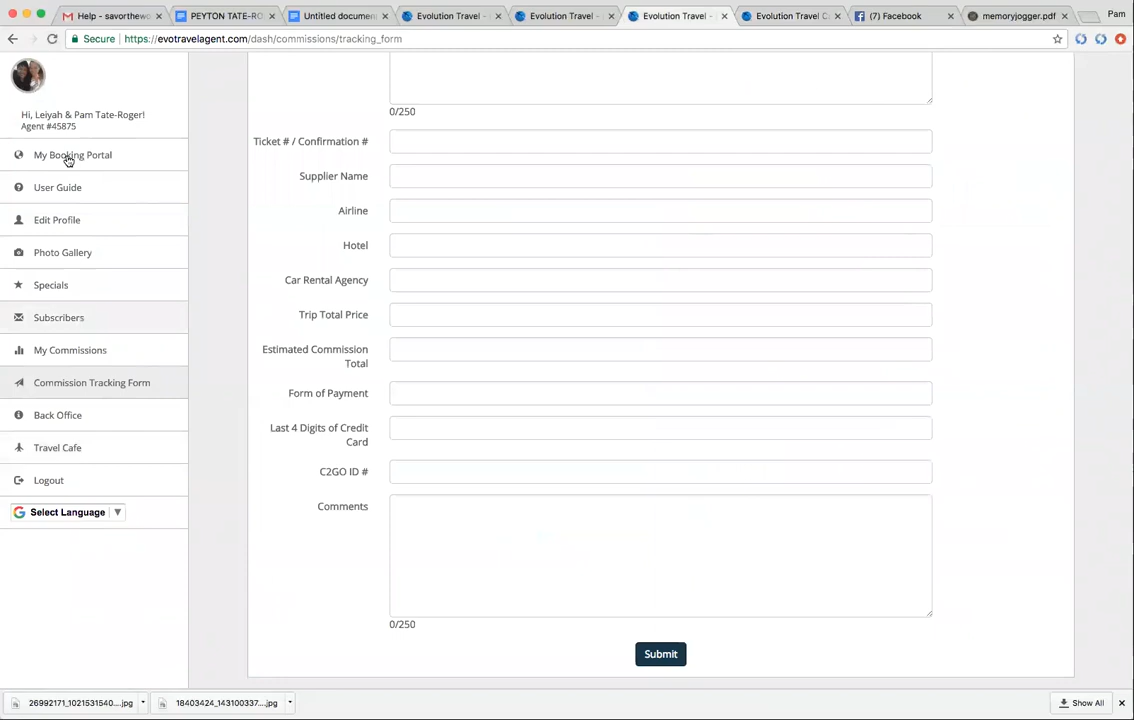 Help - savorthewo
PEYTON TATE-RO
Untitled documen
Evolution Travel -
Evolution Travel -
Evolution Travel -
Evolution Travel C
(7) Facebook
memoryjogger.pdf
Pam
Secure
https://evotravelagent.com/dash/commissions/tracking_form
Hi, Leiyah & Pam Tate-Roger!
Agent #45875
My Booking Portal
User Guide
Edit Profile
Photo Gallery
Specials
Subscribers
My Commissions
Commission Tracking Form
Back Office
Travel Cafe
Logout
Select Language ▼
0/250
Ticket # / Confirmation #
Supplier Name
Airline
Hotel
Car Rental Agency
Trip Total Price
Estimated Commission
Total
Form of Payment
Last 4 Digits of Credit
Card
C2GO ID #
Comments
0/250
Submit
26992171_1021531540....jpg
18403424_143100337....jpg
Show All